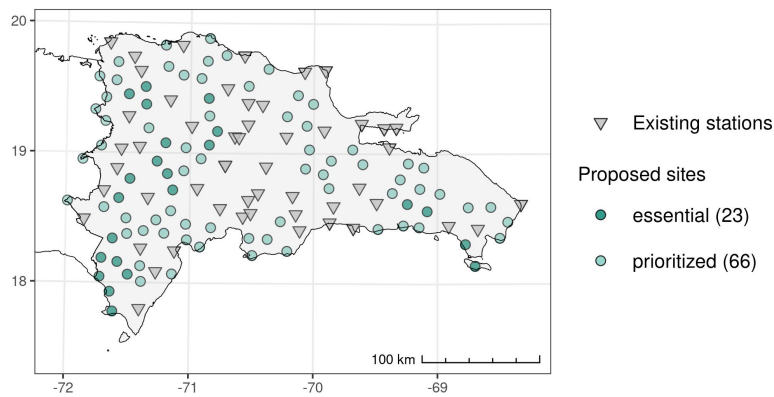 20
19
18
-72
-71
-70
-69
100 km
Existing stations
Proposed sites
essential (23)
prioritized (66)